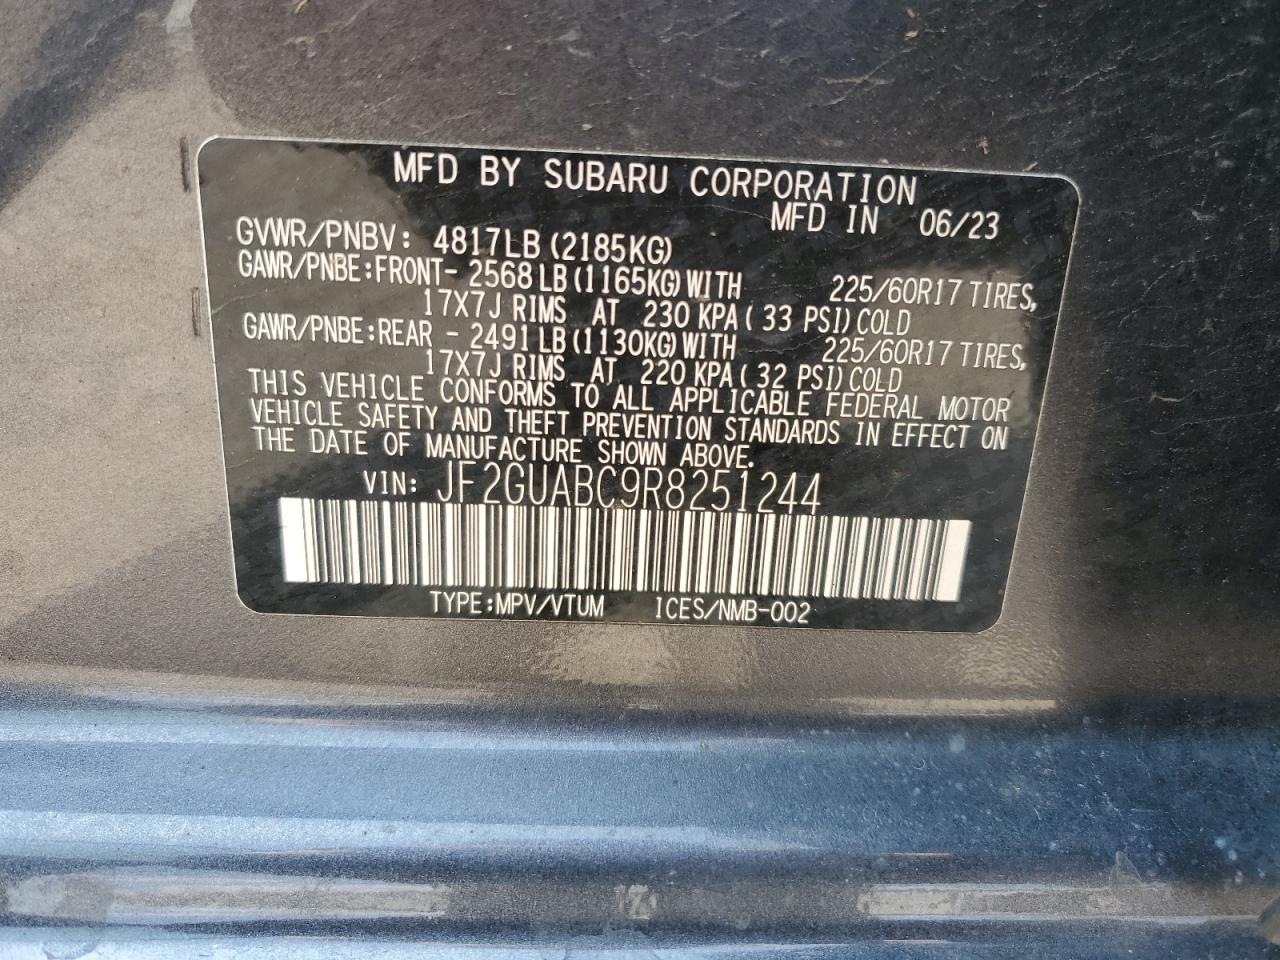 MFD BY SUBARU CORPORATION
MFD IN 06/23
GVWR/PNBV: 4817LB (2185KG)
GAWR/PNBE:FRONT- 2568 LB (1165KG) WITH 225/60R17 TIRES,
17X7J RIMS AT 230 KPA ( 33 PSI) COLD
GAWR/PNBE:REAR - 2491 LB (1130KG) WITH 225/60R17 TIRES,
17X7J RIMS AT 220 KPA ( 32 PSI) COLD
THIS VEHICLE CONFORMS TO ALL APPLICABLE FEDERAL MOTOR
VEHICLE SAFETY AND THEFT PREVENTION STANDARDS IN EFFECT ON
THE DATE OF MANUFACTURE SHOWN ABOVE.
VIN: JF2GUABC9R8251244
TYPE:MPV/VTUM ICES/NMB-002